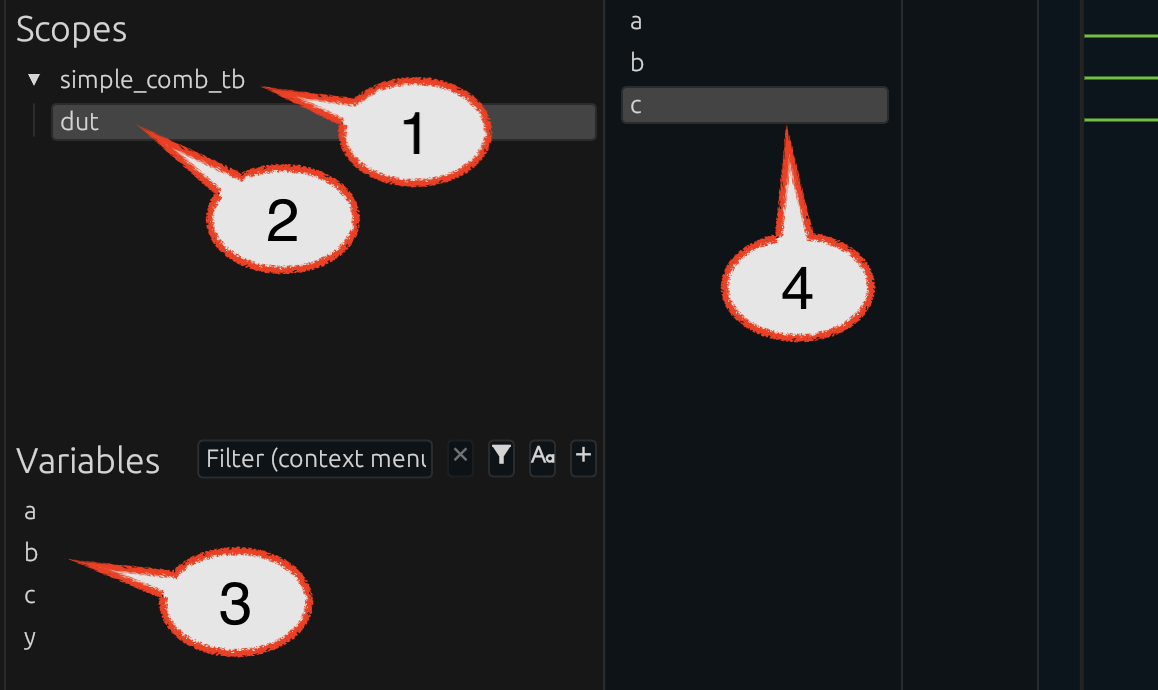 Scopes
▼ simple_comb_tb
dut
1
2
Variables
Filter (context menu
× Aa +
a
b
c
y
3
a
b
c
4